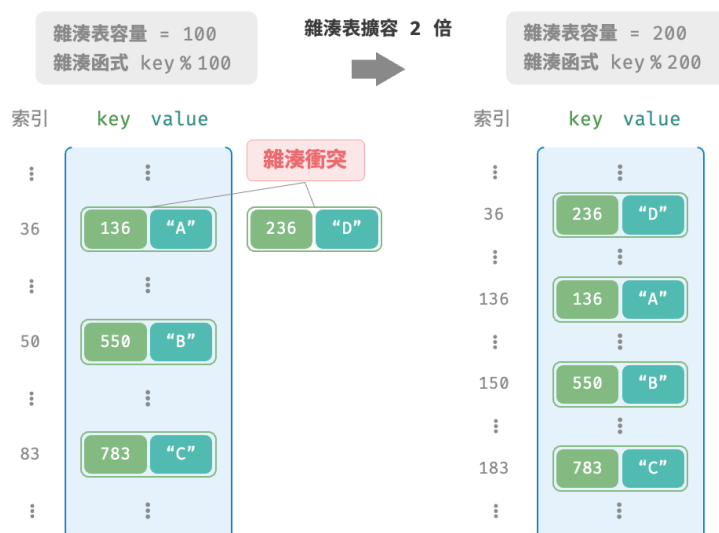 雜湊表容量 = 100
雜湊函式 key % 100
雜湊表擴容 2 倍
雜湊表容量 = 200
雜湊函式 key % 200
索引 key value
雜湊衝突
36 136 “A” 236 “D”
50 550 “B”
83 783 “C”
索引 key value
36 236 “D”
136 136 “A”
150 550 “B”
183 783 “C”